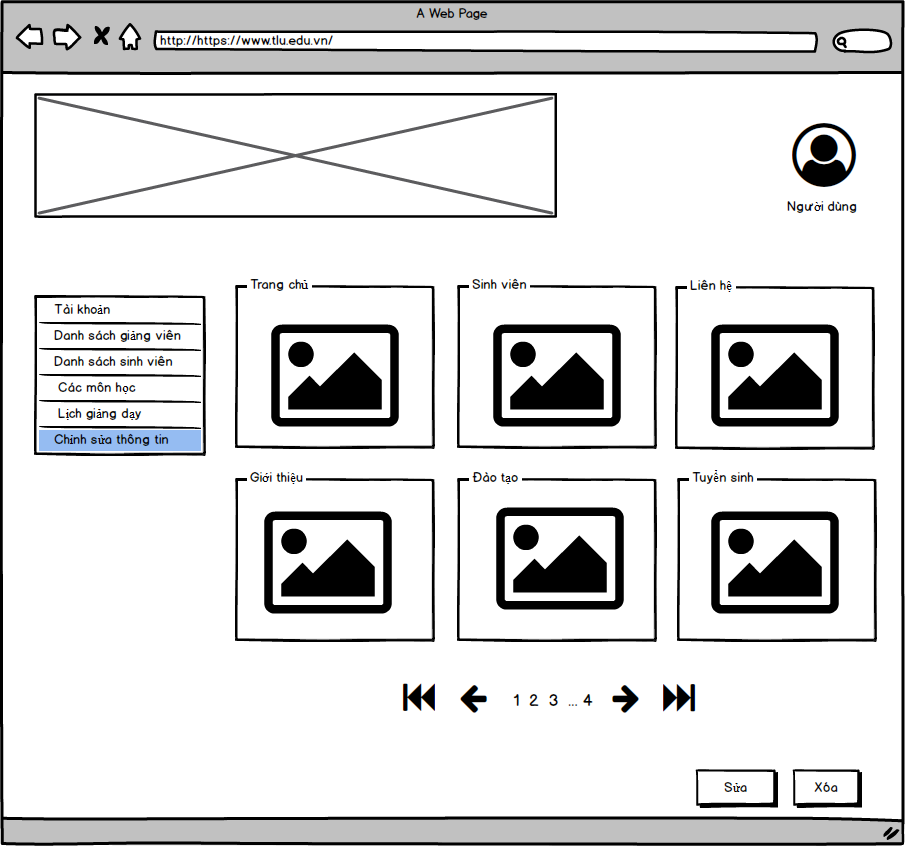 A Web Page
http://https://www.tlu.edu.vn/
Người dùng
Tài khoản
Danh sách giảng viên
Danh sách sinh viên
Các môn học
Lịch giảng dạy
Chỉnh sửa thông tin
Trang chủ
Sinh viên
Liên hệ
Giới thiệu
Đào tạo
Tuyển sinh
1 2 3 ... 4
Sửa
Xóa